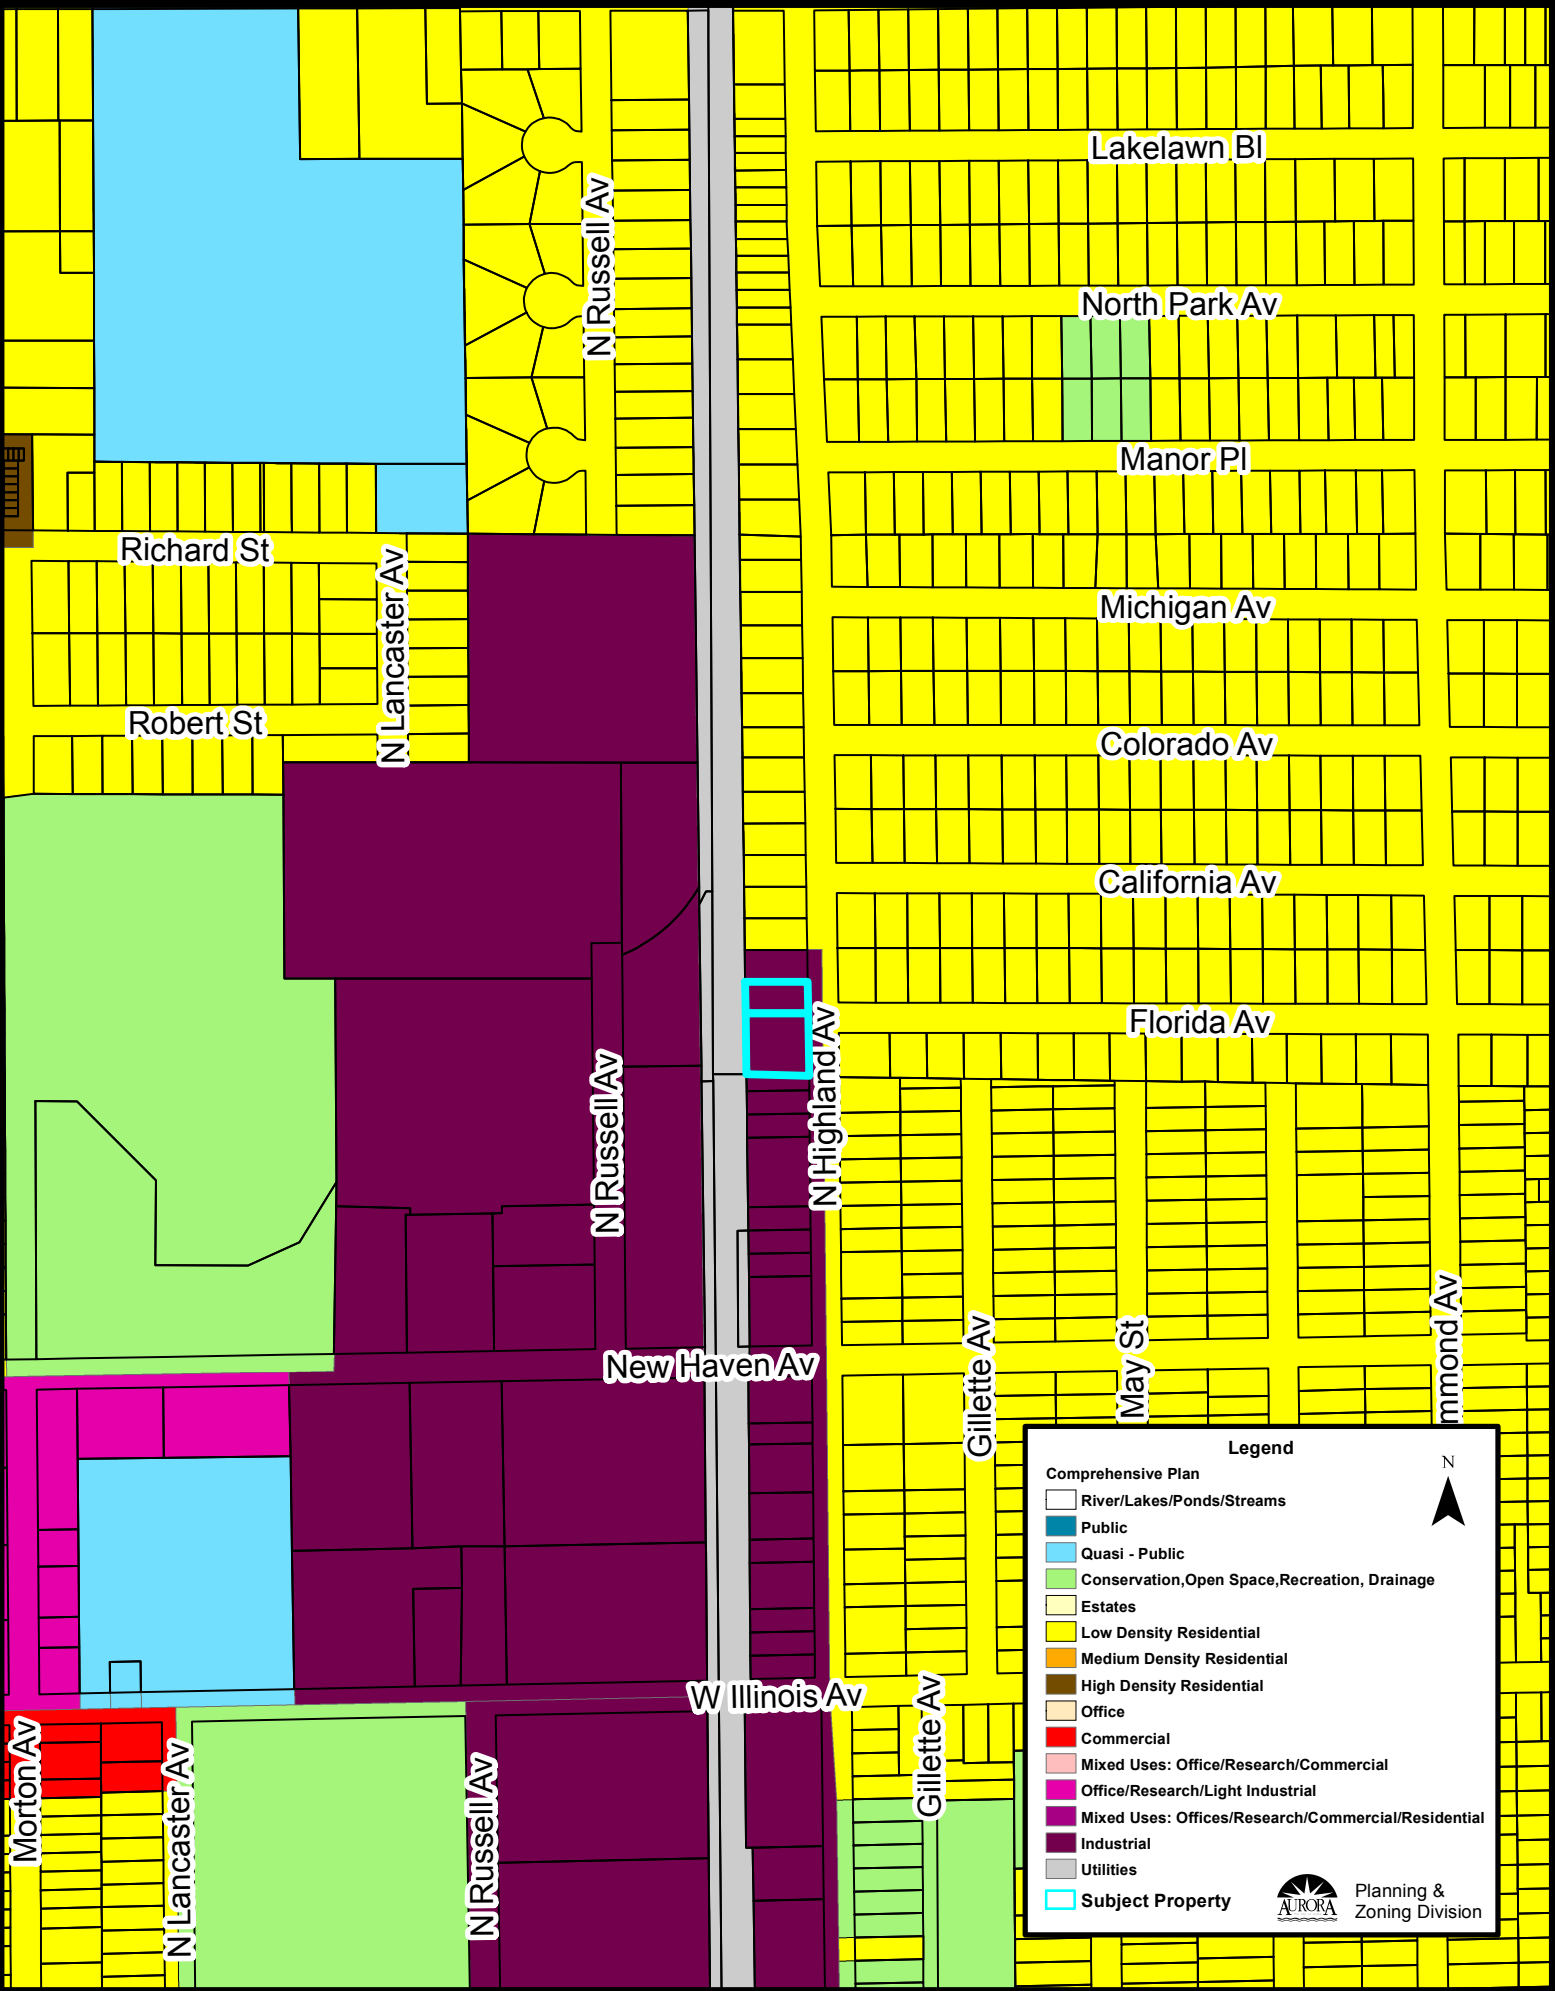 Lakelawn Bl
N Russell Av
North Park Av
Manor Pl
Richard St
N Lancaster Av
Michigan Av
Robert St
Colorado Av
California Av
Florida Av
N Highland Av
N Russell Av
New Haven Av
Gillette Av
May St
mmond Av
W Illinois Av
Gillette Av
Morton Av
N Lancaster Av
N Russell Av
Legend
Comprehensive Plan
N
River/Lakes/Ponds/Streams
Public
Quasi - Public
Conservation,Open Space,Recreation, Drainage
Estates
Low Density Residential
Medium Density Residential
High Density Residential
Office
Commercial
Mixed Uses: Office/Research/Commercial
Office/Research/Light Industrial
Mixed Uses: Offices/Research/Commercial/Residential
Industrial
Utilities
Subject Property
AURORA
Planning &
Zoning Division